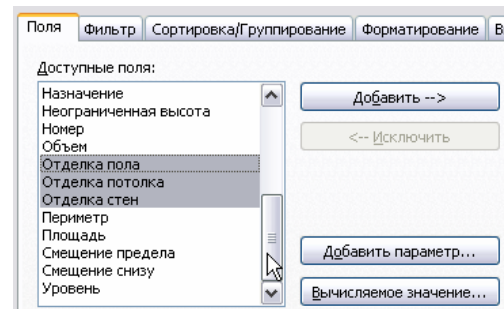 Поля Фильтр Сортировка/Группирование Форматирование В
Доступные поля:
Назначение
Неограниченная высота
Номер
Объем
Отделка пола
Отделка потолка
Отделка стен
Периметр
Площадь
Смещение предела
Смещение снизу
Уровень
Добавить -->
<-- Исключить
Добавить параметр...
Вычисляемое значение...